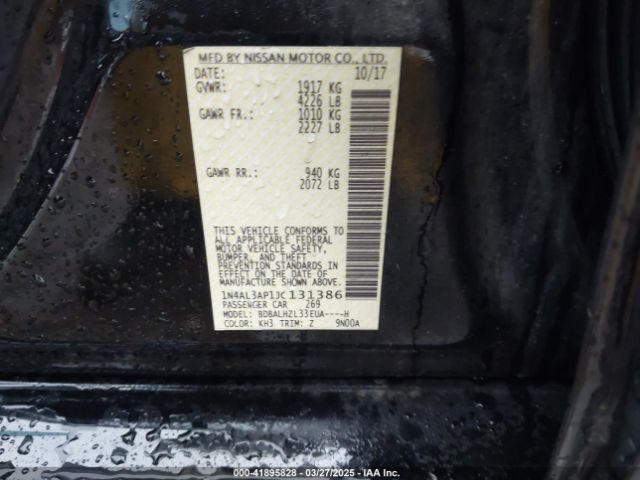 MFD BY NISSAN MOTOR CO., LTD.
DATE: 10/17
GVWR: 1917 KG
4226 LB
GAWR FR.: 1010 KG
2227 LB
GAWR RR.: 940 KG
2072 LB
THIS VEHICLE CONFORMS TO
ALL APPLICABLE FEDERAL
MOTOR VEHICLE SAFETY,
BUMPER, AND THEFT
PREVENTION STANDARDS IN
EFFECT ON THE DATE OF
MANUFACTURE SHOWN ABOVE.
1N4AL3AP1JC131386
PASSENGER CAR 269
MODEL: BDBALHZL33EUA----H
COLOR: KH3 TRIM: Z 9N00A
000-41895828 - 03/27/2025 - IAA Inc.